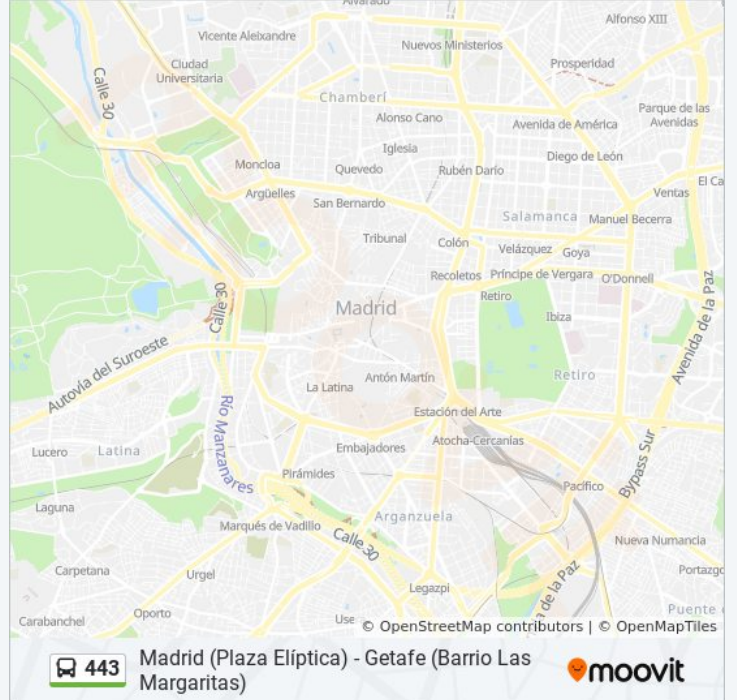 Alvarado
Alfonso XIII
Vicente Aleixandre
Nuevos Ministerios
Ciudad
Universitaria
Prosperidad
Calle 30
Chamberí
Parque de las
Avenidas
Alonso Cano
Avenida de América
Iglesia
Diego de León
Moncloa
Quevedo
Rubén Darío
El Ca
Argüelles
Ventas
San Bernardo
Salamanca
Manuel Becerra
Tribunal
Colón
Velázquez
Goya
Recoletos
Príncipe de Vergara
O'Donnell
Calle 30
Retiro
Madrid
Ibiza
Avenida de la Paz
Autovía del Suroeste
La Latina
Antón Martín
Retiro
Estación del Arte
Río Manzanares
Lucero
Latina
Embajadores
Atocha-Cercanías
Bypass Sur
Pirámides
Pacífico
Laguna
Marqués de Vadillo
Arganzuela
Calle 30
Nueva Numancia
Carpetana
Urgel
Legazpi
a de la Paz
Portazgo
Carabanchel
Oporto
Use
Puente
© OpenStreetMap contributors | © OpenMapTiles
443
Madrid (Plaza Elíptica) - Getafe (Barrio Las
Margaritas)
moovit